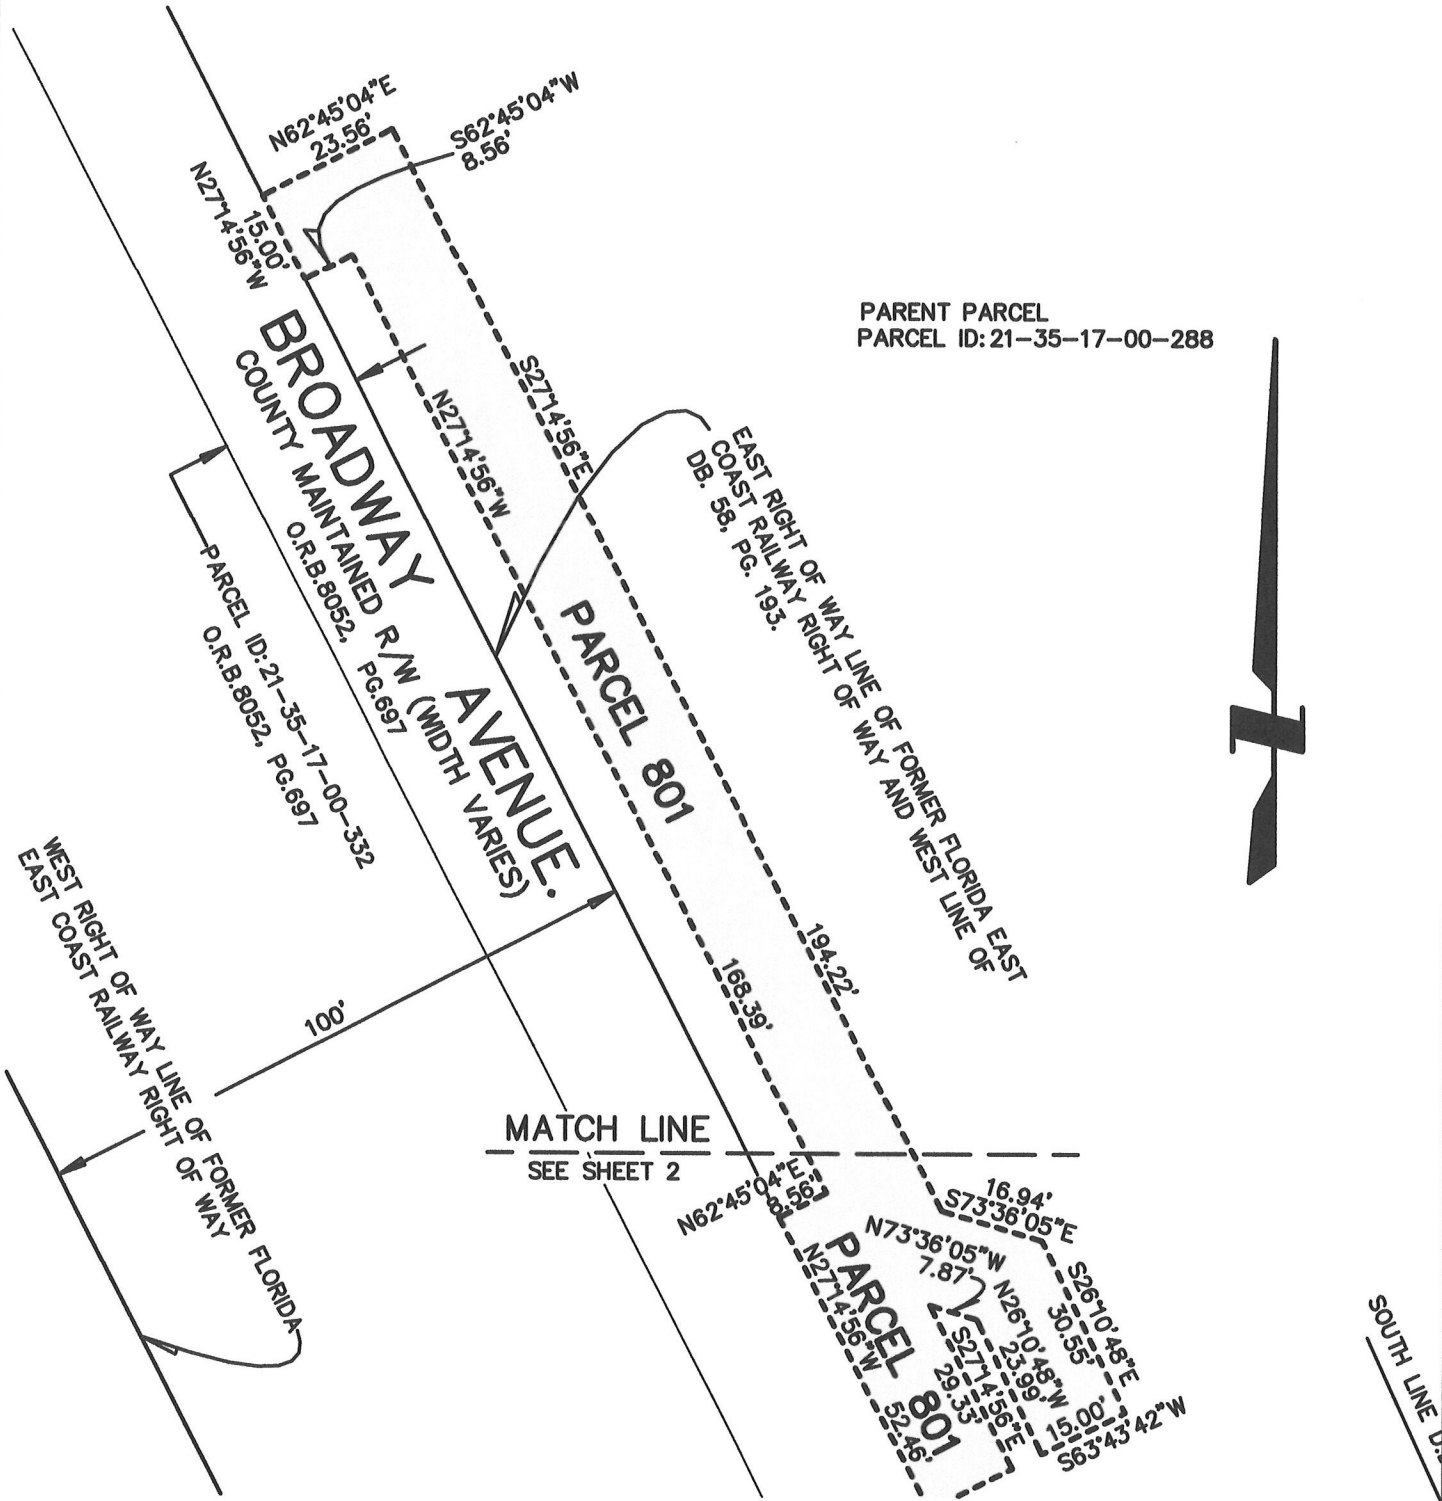 N62°45'04"E
23.56'
S62°45'04"W
8.56'
15.00'
N27°14'56"W
BROADWAY AVENUE.
COUNTY MAINTAINED R/W (WIDTH VARIES)
O.R.B.8052, PG.697
PARENT PARCEL
PARCEL ID: 21-35-17-00-288
S27°14'56"E
N27°14'56"W
EAST RIGHT OF WAY LINE OF FORMER FLORIDA EAST
COAST RAILWAY RIGHT OF WAY AND WEST LINE OF
DB. 58, PG. 193.
PARCEL ID: 21-35-17-00-332
O.R.B.8052, PG.697
PARCEL 801
194.22'
168.39'
WEST RIGHT OF WAY LINE OF FORMER FLORIDA
EAST COAST RAILWAY RIGHT OF WAY
100'
MATCH LINE
SEE SHEET 2
N62°45'04"E
8.56'
16.94'
S73°36'05"E
N73°36'05"W
7.87'
PARCEL 801
N27°14'56"W
52.46'
S27°14'56"E
29.33'
N26°10'48"W
23.99'
S26°10'48"E
30.55'
15.00'
S63°43'42"W
SOUTH LINE